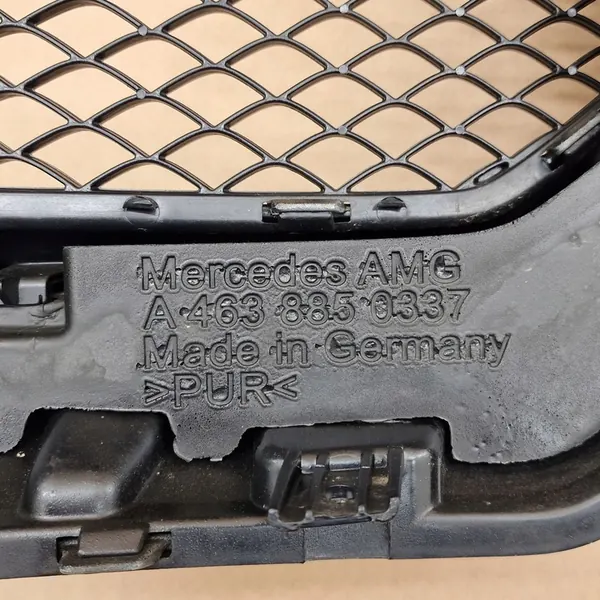 Mercedes AMG
A 463 885 0337
Made in Germany
>PUR<